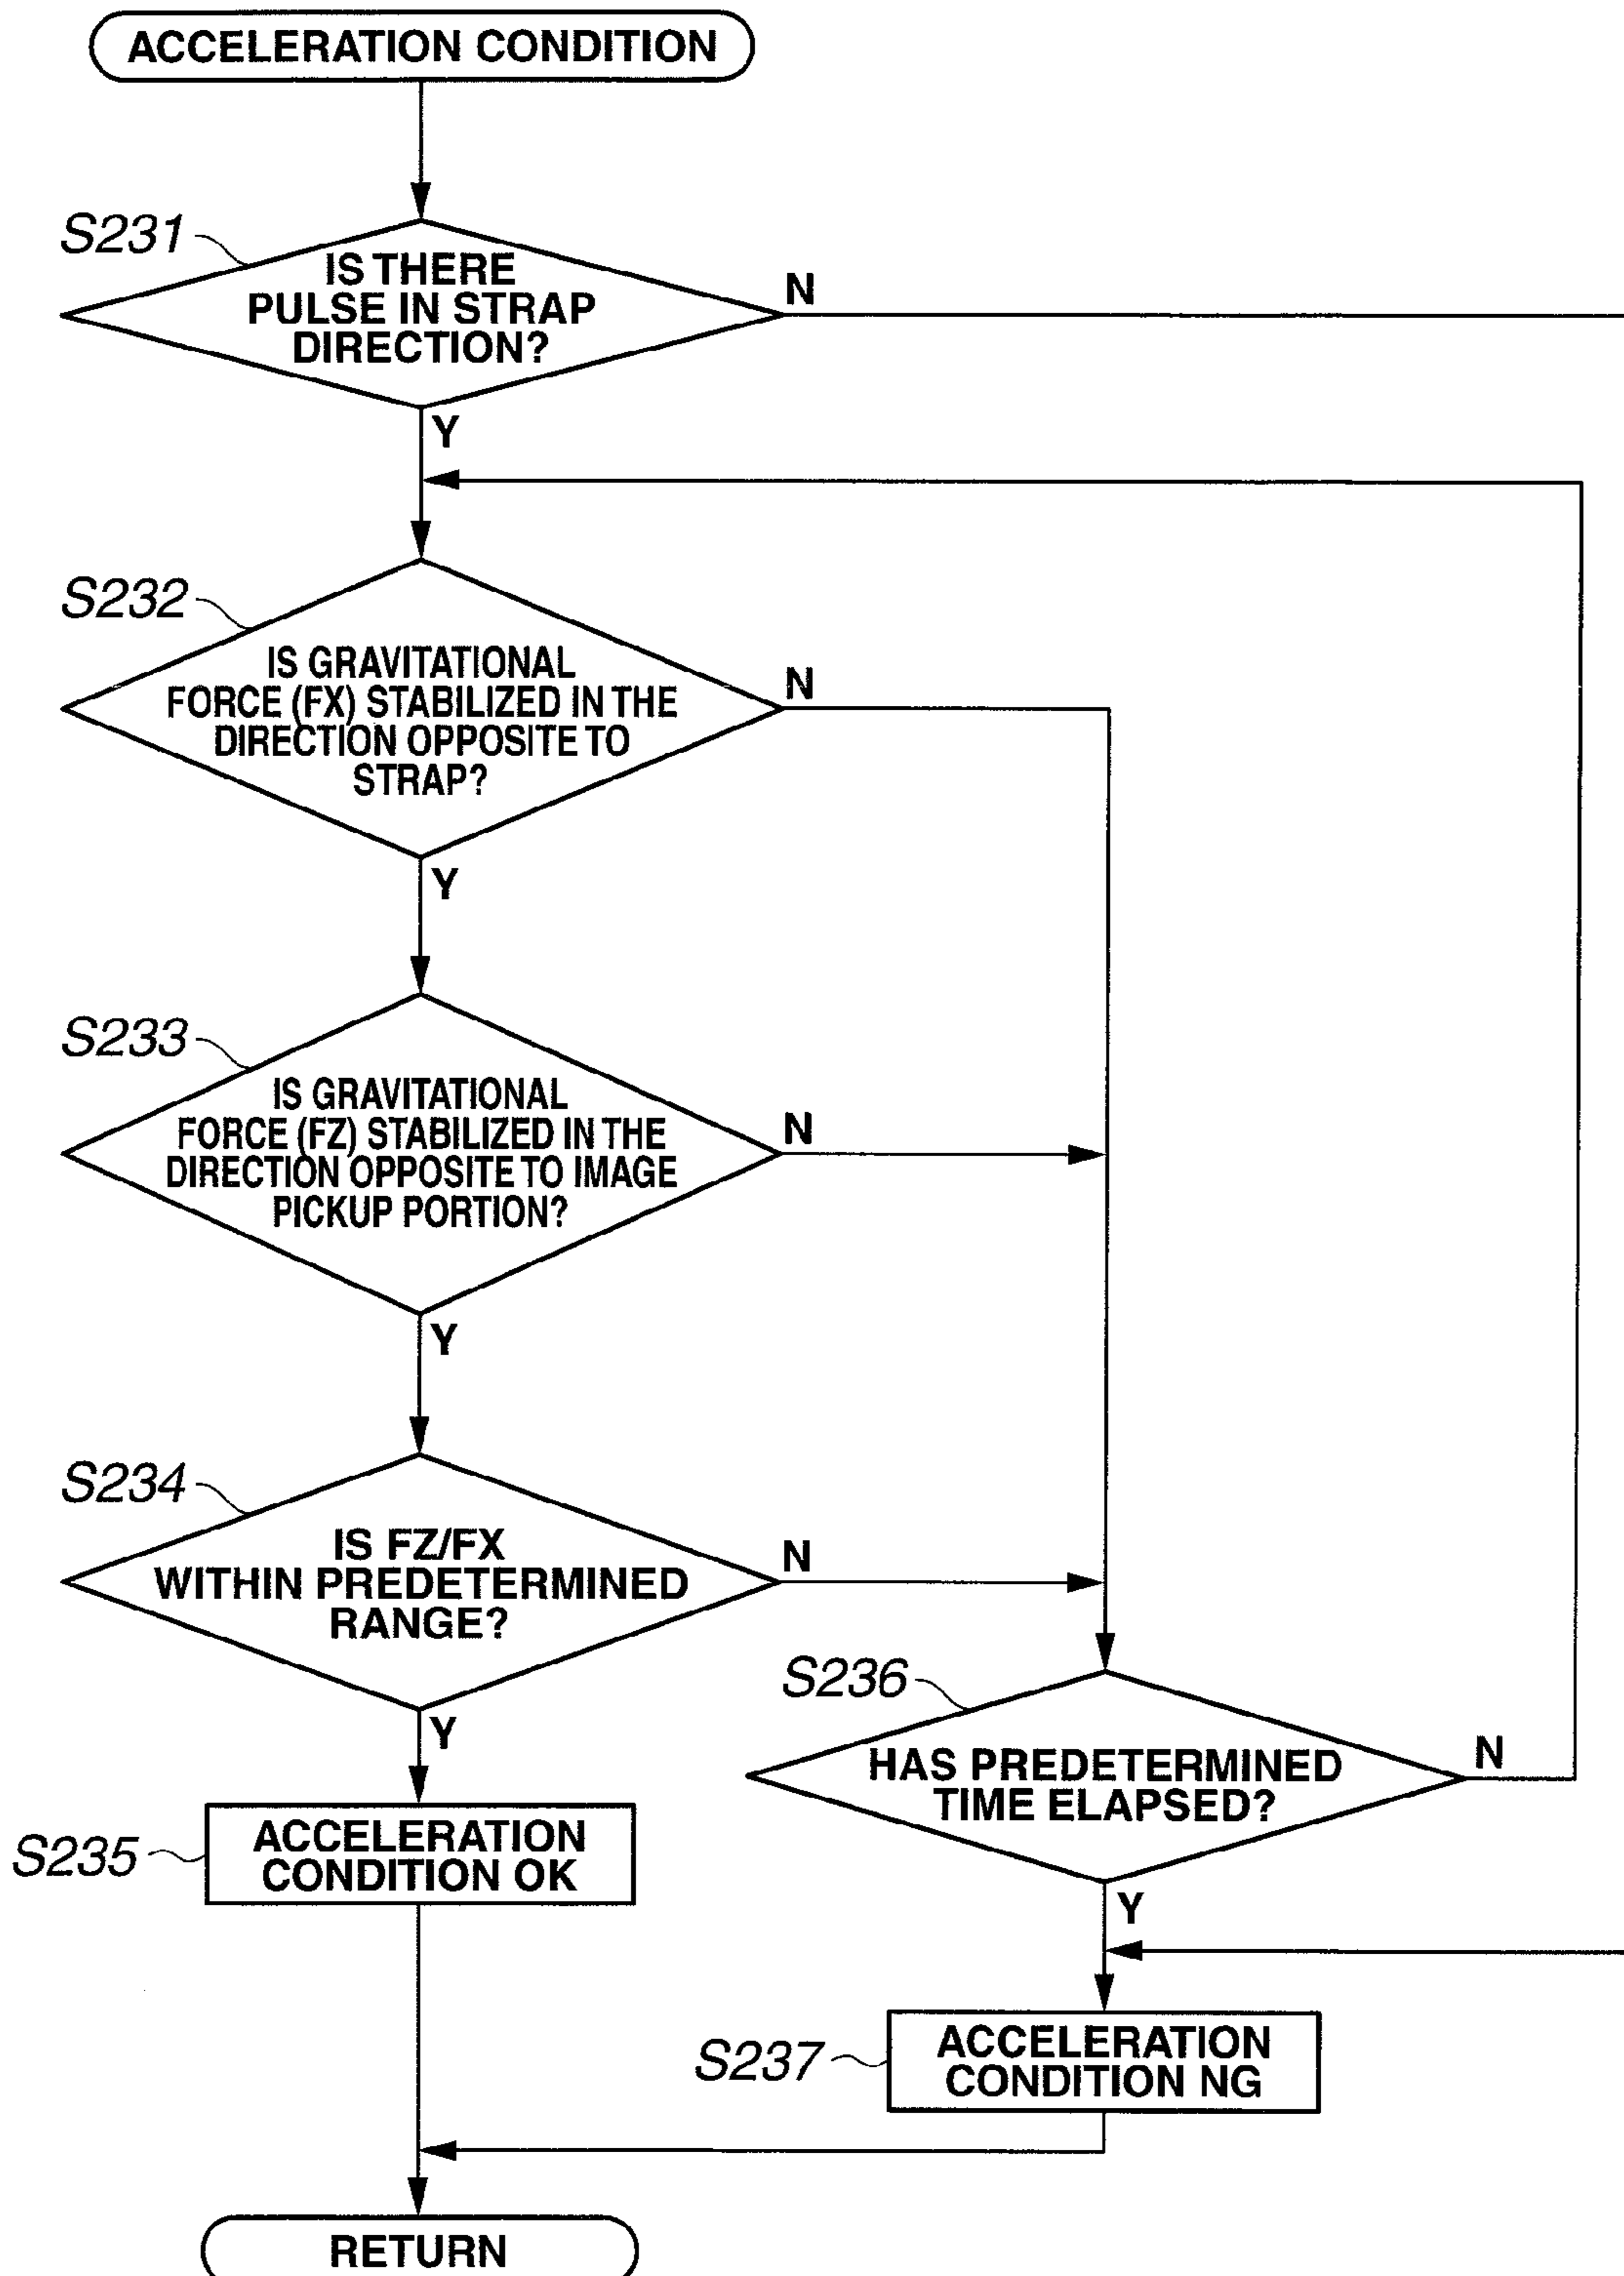 ACCELERATION CONDITION
S231
IS THERE
PULSE IN STRAP
DIRECTION?
N
Y
S232
IS GRAVITATIONAL
FORCE (FX) STABILIZED IN THE
DIRECTION OPPOSITE TO
STRAP?
N
Y
S233
IS GRAVITATIONAL
FORCE (FZ) STABILIZED IN THE
DIRECTION OPPOSITE TO IMAGE
PICKUP PORTION?
N
Y
S234
IS FZ/FX
WITHIN PREDETERMINED
RANGE?
N
Y
S236
HAS PREDETERMINED
TIME ELAPSED?
N
Y
S235
ACCELERATION
CONDITION OK
S237
ACCELERATION
CONDITION NG
RETURN